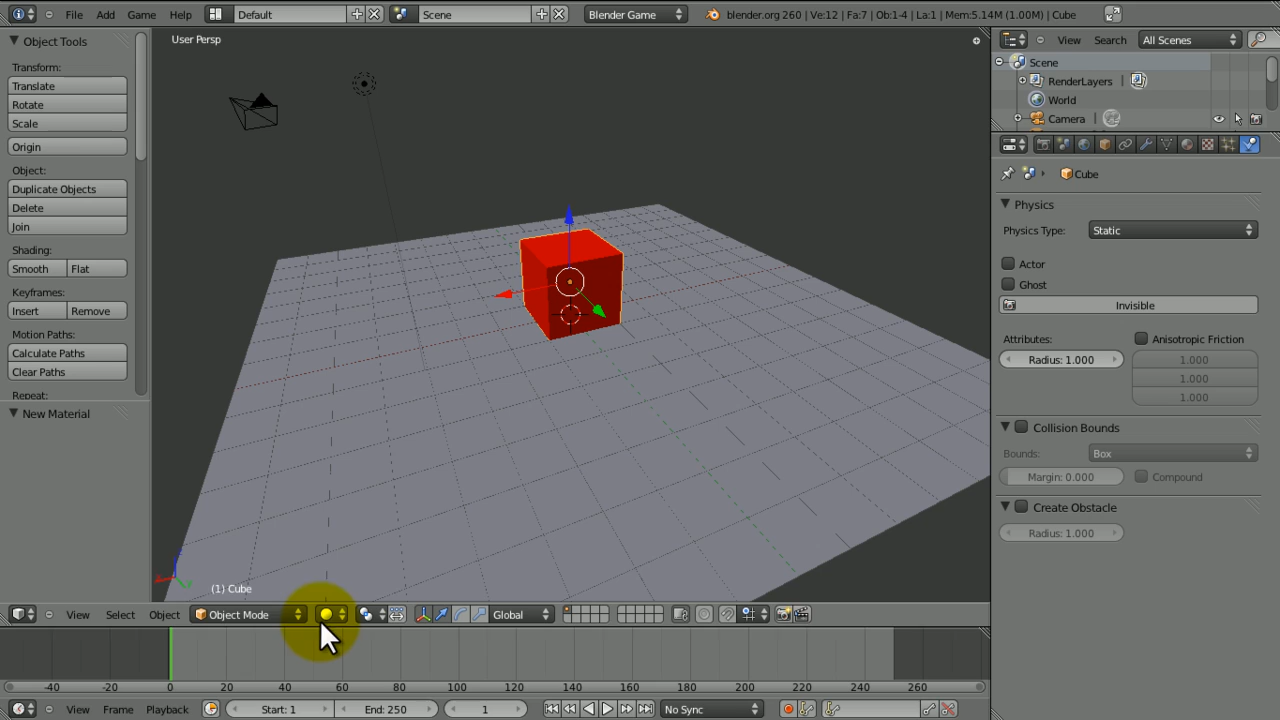 File Add Game Help Default Scene Blender Game blender.org 260 | Ve:12 | Fa:7 | Ob:1-4 | La:1 | Mem:5.14M (1.00M) | Cube
Object Tools
Transform:
Translate
Rotate
Scale
Origin
Object:
Duplicate Objects
Delete
Join
Shading:
Smooth Flat
Keyframes:
Insert Remove
Motion Paths:
Calculate Paths
Clear Paths
Repeat:
New Material
User Persp
(1) Cube
View Search All Scenes
Scene
RenderLayers |
World
Camera |
Cube
Physics
Physics Type: Static
Actor
Ghost
Invisible
Attributes: Anisotropic Friction
Radius: 1.000 1.000
1.000
1.000
Collision Bounds
Bounds: Box
Margin: 0.000 Compound
Create Obstacle
Radius: 1.000
View Select Object Object Mode Global
-40 -20 0 20 40 60 80 100 120 140 160 180 200 220 240 260
View Frame Playback Start: 1 End: 250 1 No Sync